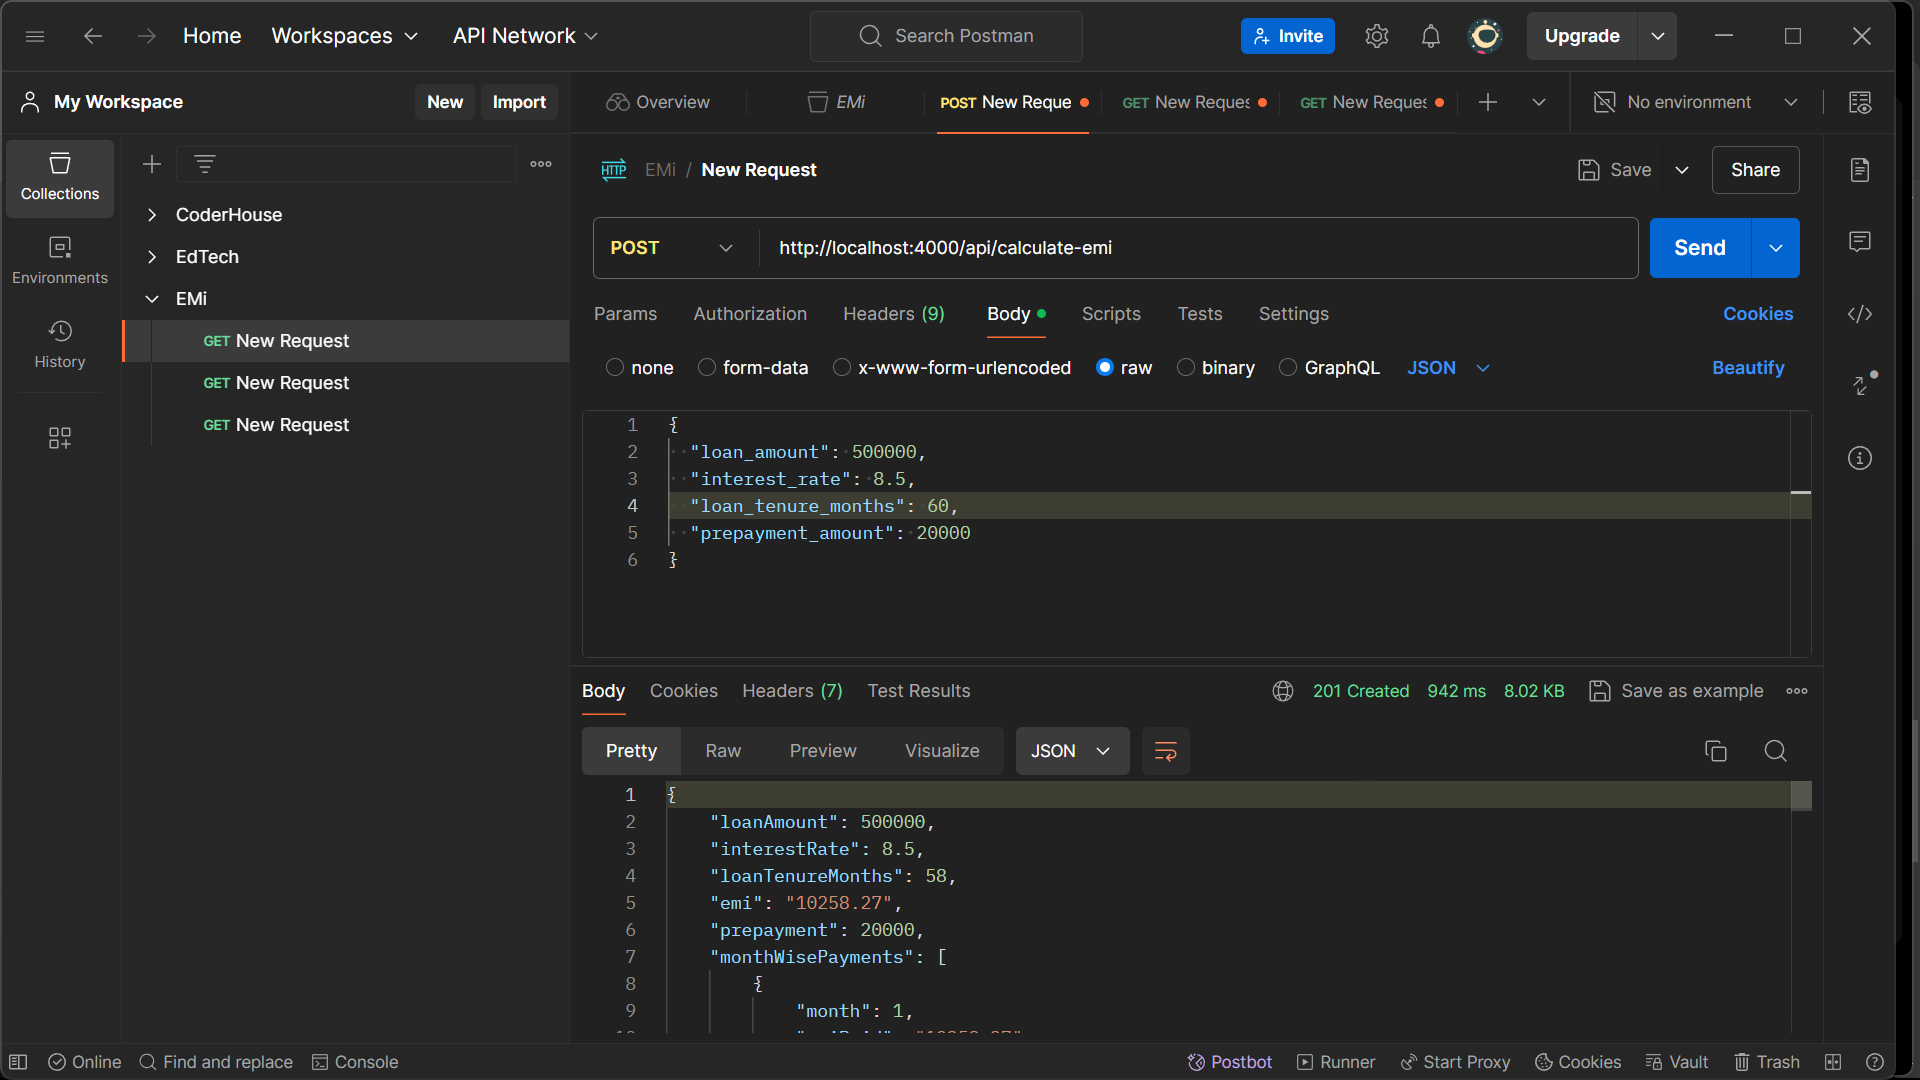 Home Workspaces API Network Search Postman Invite Upgrade
My Workspace New Import
Overview EMi POST New Reque GET New Reques GET New Reques No environment
Collections
Environments
History
CoderHouse
EdTech
EMi
GET New Request
GET New Request
GET New Request
HTTP EMi / New Request Save Share
POST http://localhost:4000/api/calculate-emi Send
Params Authorization Headers (9) Body Scripts Tests Settings Cookies
none form-data x-www-form-urlencoded raw binary GraphQL JSON Beautify
1 {
2 "loan_amount": 500000,
3 "interest_rate": 8.5,
4 "loan_tenure_months": 60,
5 "prepayment_amount": 20000
6 }
Body Cookies Headers (7) Test Results 201 Created 942 ms 8.02 KB Save as example
Pretty Raw Preview Visualize JSON
1 {
2 "loanAmount": 500000,
3 "interestRate": 8.5,
4 "loanTenureMonths": 58,
5 "emi": "10258.27",
6 "prepayment": 20000,
7 "monthWisePayments": [
8 {
9 "month": 1,
Online Find and replace Console Postbot Runner Start Proxy Cookies Vault Trash